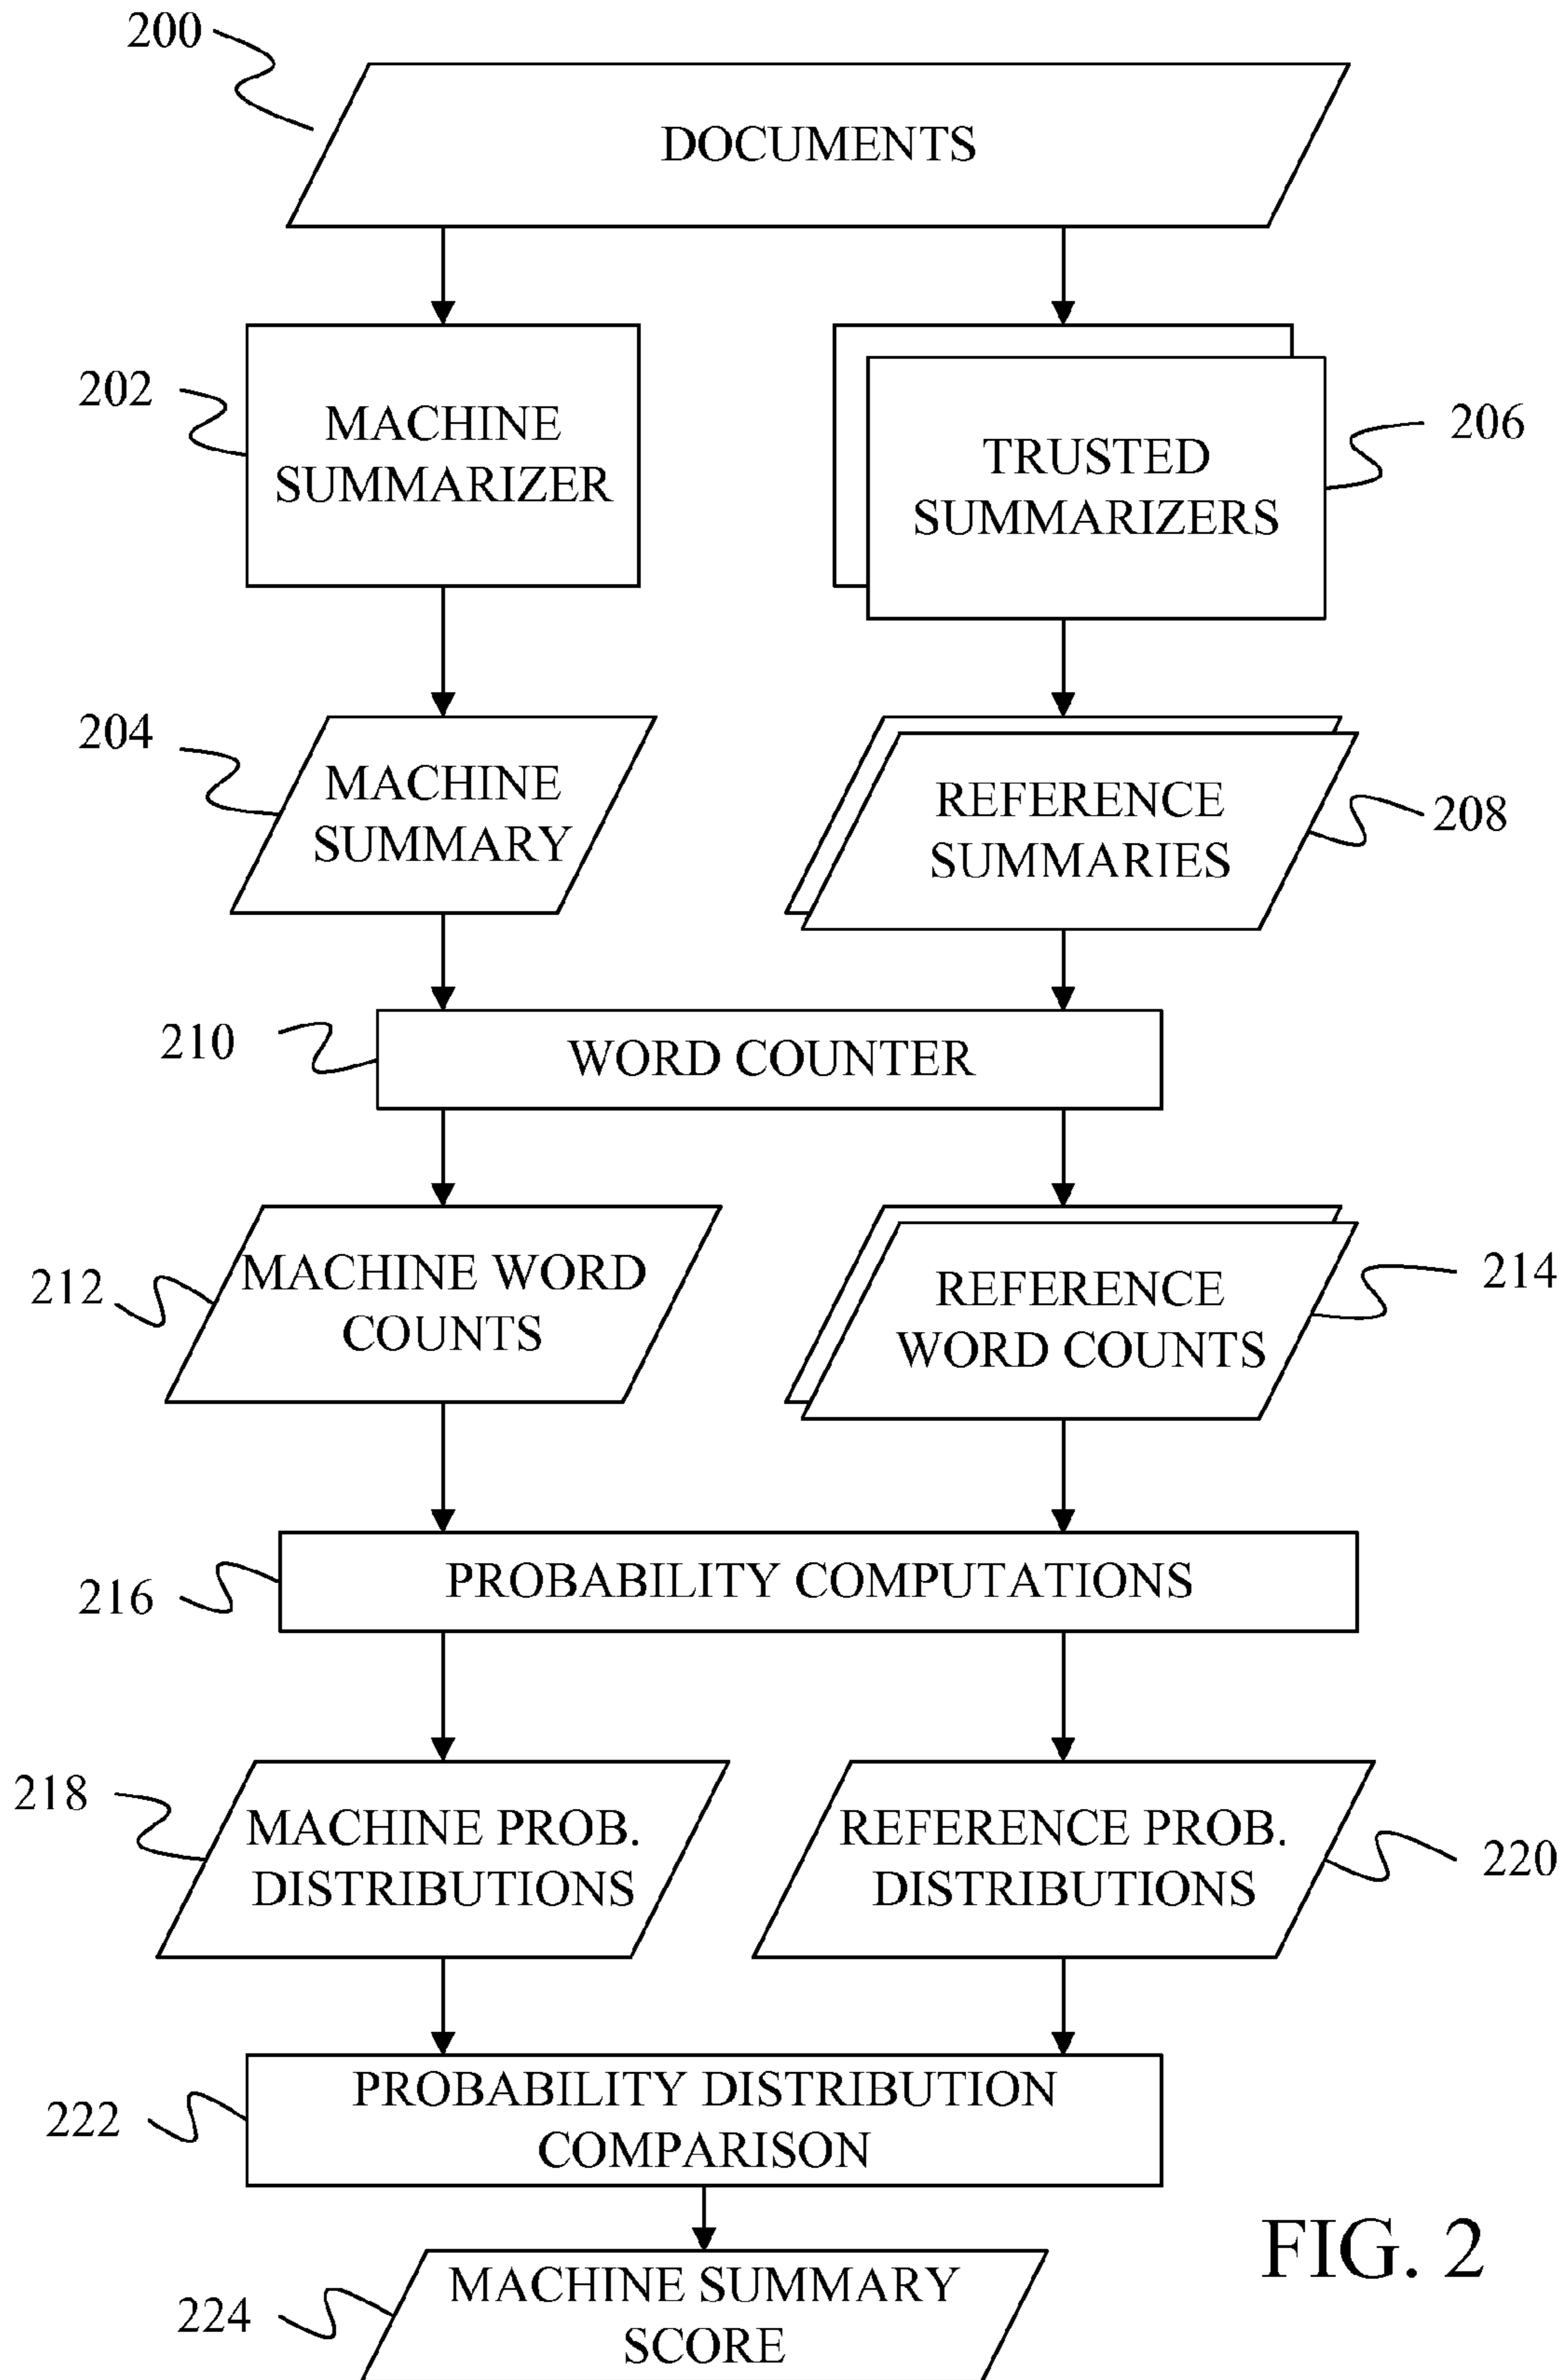 200
DOCUMENTS
202
MACHINE
SUMMARIZER
TRUSTED
SUMMARIZERS
206
204
MACHINE
SUMMARY
REFERENCE
SUMMARIES
208
210
WORD COUNTER
212
MACHINE WORD
COUNTS
REFERENCE
WORD COUNTS
214
216
PROBABILITY COMPUTATIONS
218
MACHINE PROB.
DISTRIBUTIONS
REFERENCE PROB.
DISTRIBUTIONS
220
222
PROBABILITY DISTRIBUTION
COMPARISON
224
MACHINE SUMMARY
SCORE
FIG. 2